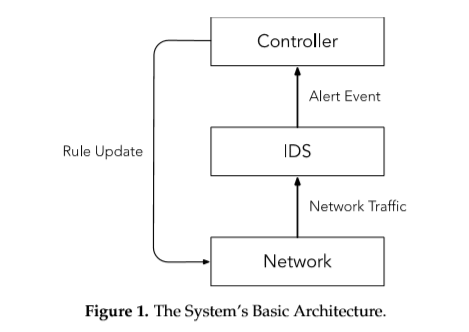 Controller
Alert Event
Rule Update
IDS
Network Traffic
Network
Figure 1. The System's Basic Architecture.